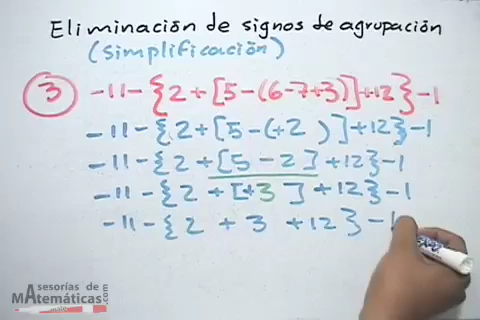 Eliminación de signos de agrupación
(simplificación)
3 -11-{2+[5-(6-7+3)]+12}-1
-11-{2+[5-(+2 )]+12}-1
-11-{2+[5-2]+12}-1
-11-{2+[+3 ]+12}-1
-11-{2+3+12}-1
Asesorías de
Matemáticas.com